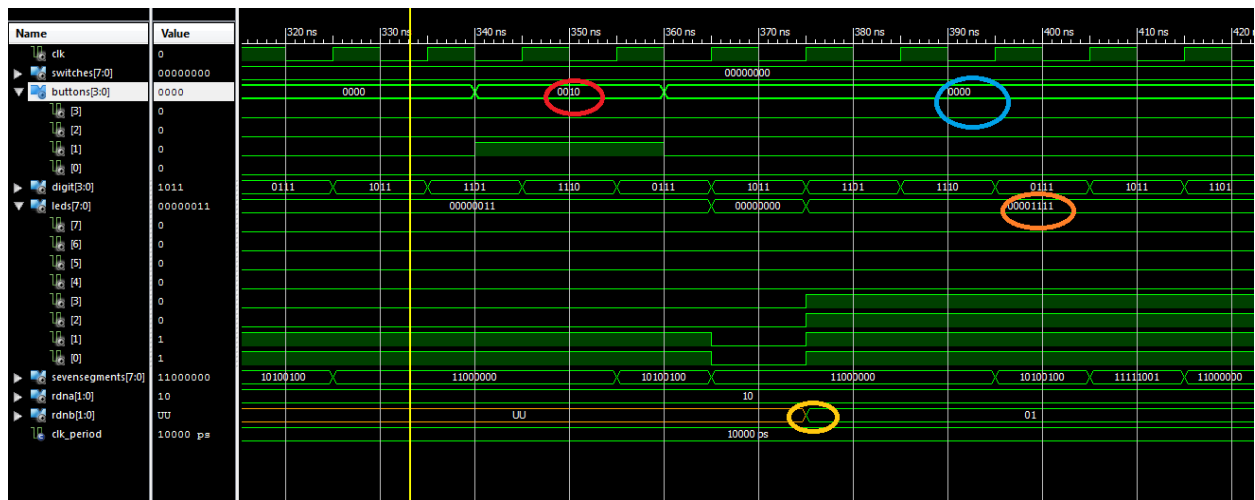 Name Value 320 ns 330 ns 340 ns 350 ns 360 ns 370 ns 380 ns 390 ns 400 ns 410 ns 420
clk 0
switches[7:0] 00000000 00000000
buttons[3:0] 0000 0000 0010 0000
[3] 0
[2] 0
[1] 0
[0] 0
digit[3:0] 1011 0111 1011 1101 1110 0111 1011 1101 1110 0111 1011 1101
leds[7:0] 00000011 00000011 00000000 00001111
[7] 0
[6] 0
[5] 0
[4] 0
[3] 0
[2] 0
[1] 1
[0] 1
sevensegments[7:0] 11000000 10100100 11000000 10100100 11000000 10100100 11111001 11000000
rdna[1:0] 10 10
rdnb[1:0] UU UU 01
clk_period 10000 ps 10000 ps